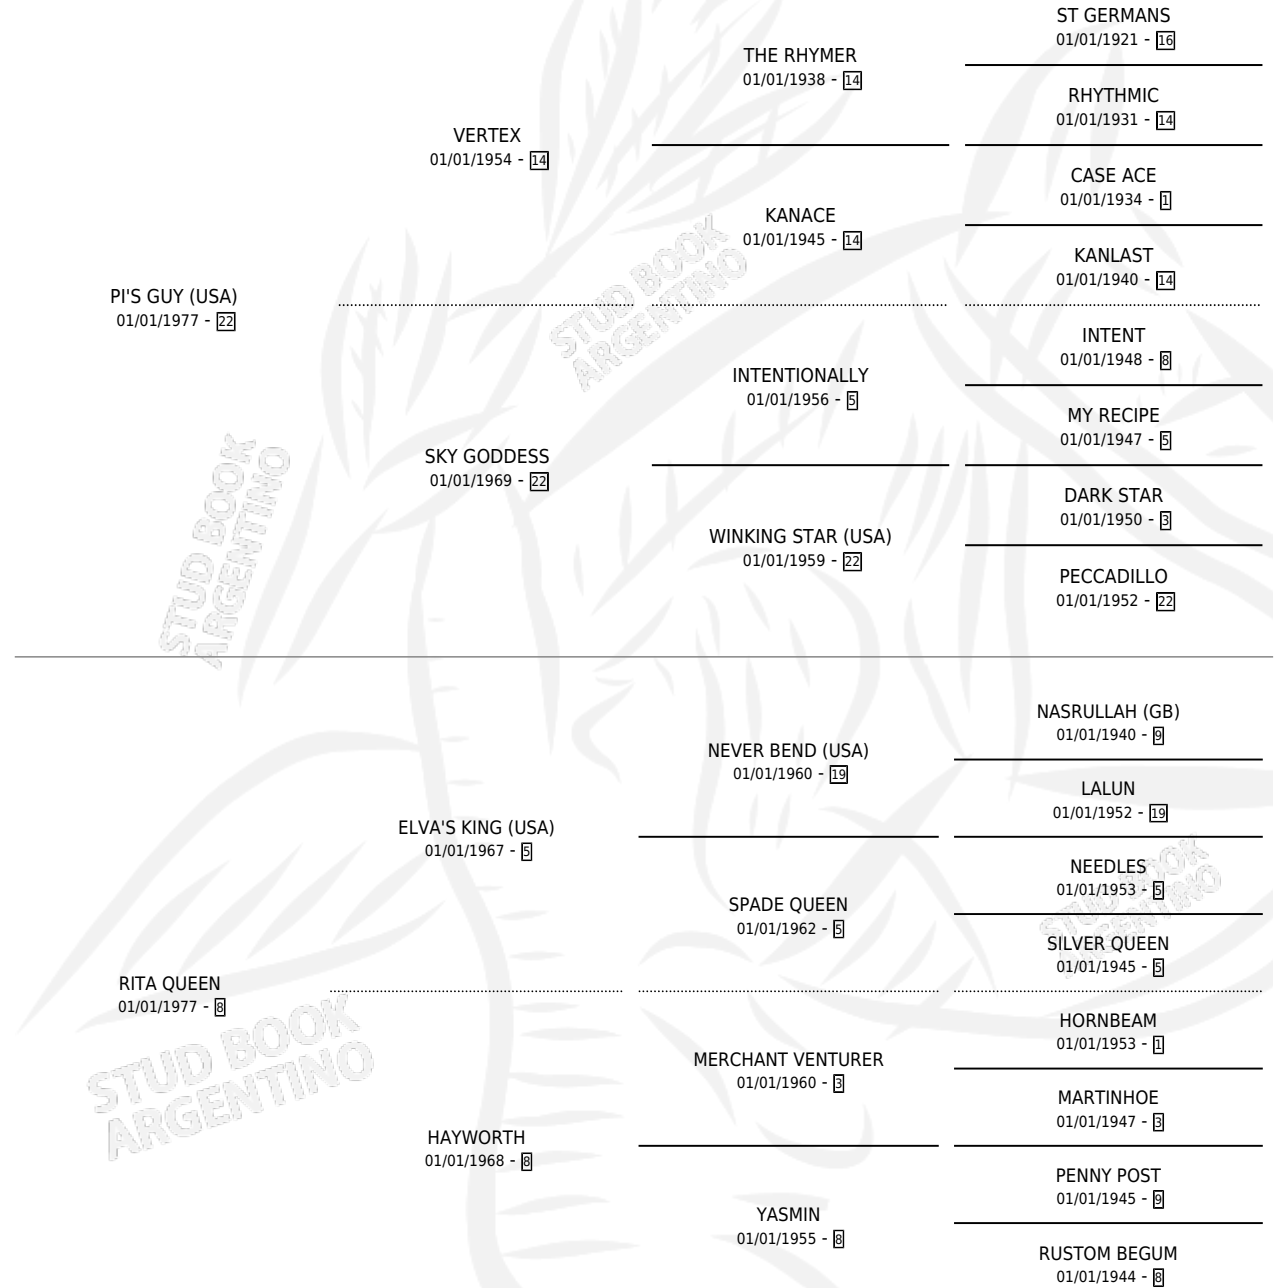 ST GERMANS
01/01/1921 - 16
THE RHYMER
01/01/1938 - 14
RHYTHMIC
01/01/1931 - 14
VERTEX
01/01/1954 - 14
CASE ACE
01/01/1934 - 1
KANACE
01/01/1945 - 14
KANLAST
01/01/1940 - 14
PI'S GUY (USA)
01/01/1977 - 22
INTENT
01/01/1948 - 8
INTENTIONALLY
01/01/1956 - 5
MY RECIPE
01/01/1947 - 5
SKY GODDESS
01/01/1969 - 22
DARK STAR
01/01/1950 - 3
WINKING STAR (USA)
01/01/1959 - 22
PECCADILLO
01/01/1952 - 22
STUD BOOK
ARGENTINO
STUD BOOK
ARGENTINO
NASRULLAH (GB)
01/01/1940 - 9
NEVER BEND (USA)
01/01/1960 - 19
LALUN
01/01/1952 - 19
ELVA'S KING (USA)
01/01/1967 - 5
NEEDLES
01/01/1953 - 5
SPADE QUEEN
01/01/1962 - 5
SILVER QUEEN
01/01/1945 - 5
RITA QUEEN
01/01/1977 - 8
HORNBEAM
01/01/1953 - 1
MERCHANT VENTURER
01/01/1960 - 3
MARTINHOE
01/01/1947 - 3
HAYWORTH
01/01/1968 - 8
PENNY POST
01/01/1945 - 9
YASMIN
01/01/1955 - 8
RUSTOM BEGUM
01/01/1944 - 8
STUD BOOK
ARGENTINO
STUD BOOK
ARGENTINO